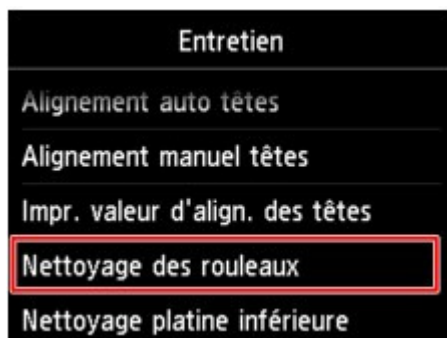 Entretien
Alignement auto têtes
Alignement manuel têtes
Impr. valeur d'align. des têtes
Nettoyage des rouleaux
Nettoyage platine inférieure